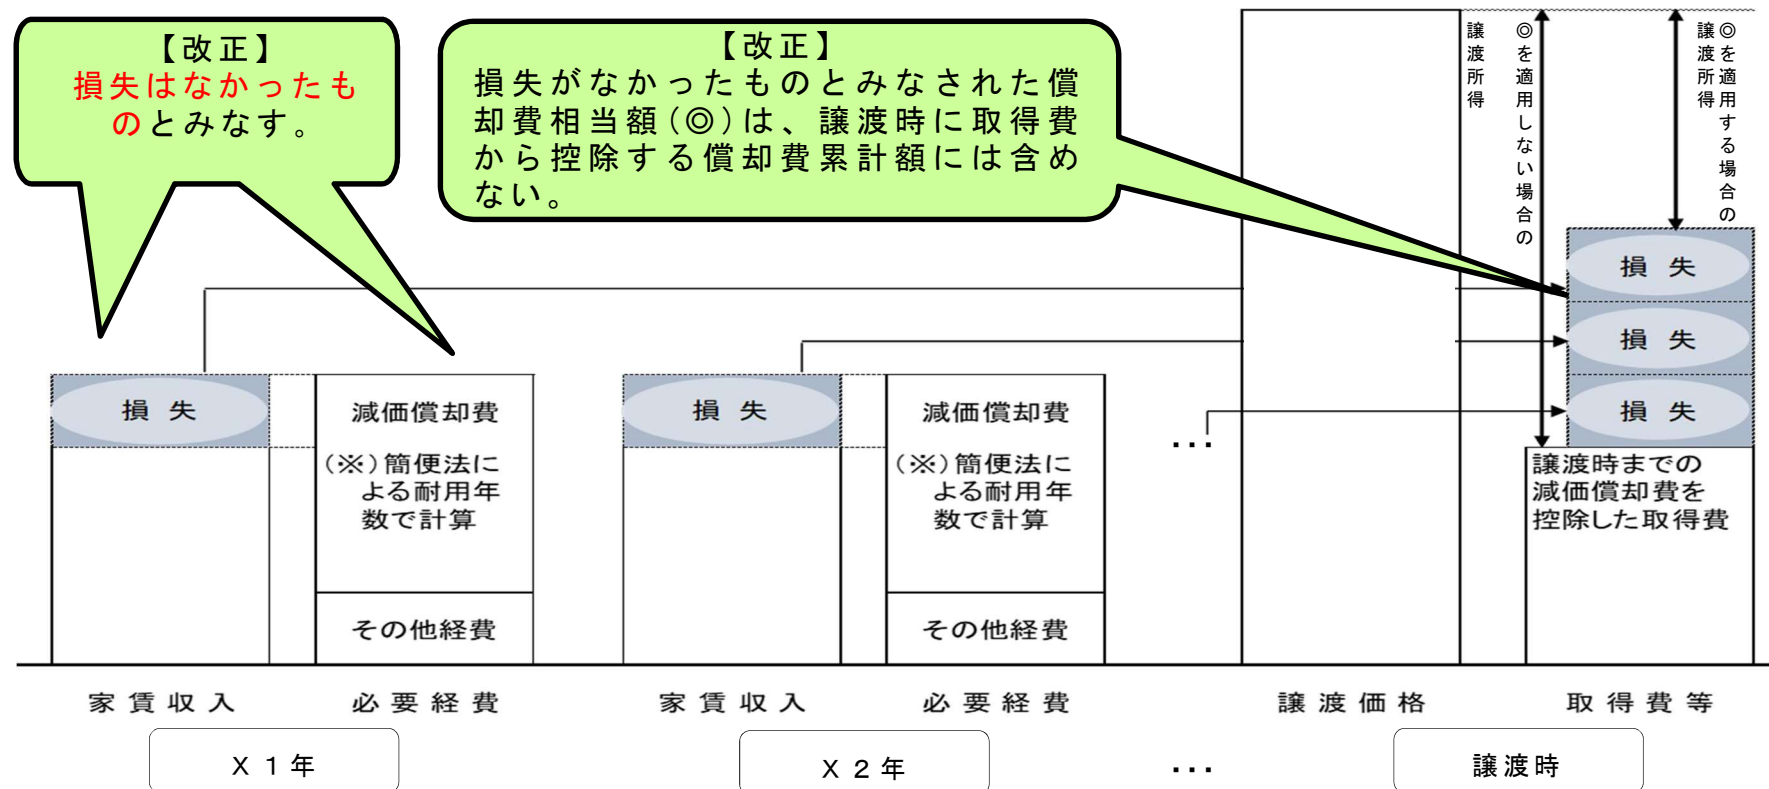 【改正】
損失はなかったも
のとみなす。
【改正】
損失がなかったものとみなされた償
却費相当額(◎)は、譲渡時に取得費
から控除する償却費累計額には含め
ない。
◎を適用しない場合の
譲渡所得
◎を適用する場合の
譲渡所得
損失
損失
損失
損失
減価償却費
(※)簡便法に
よる耐用年
数で計算
その他経費
損失
減価償却費
(※)簡便法に
よる耐用年
数で計算
その他経費
...
譲渡時までの
減価償却費を
控除した取得費
家賃収入
必要経費
家賃収入
必要経費
譲渡価格
取得費等
X1年
X2年
...
譲渡時